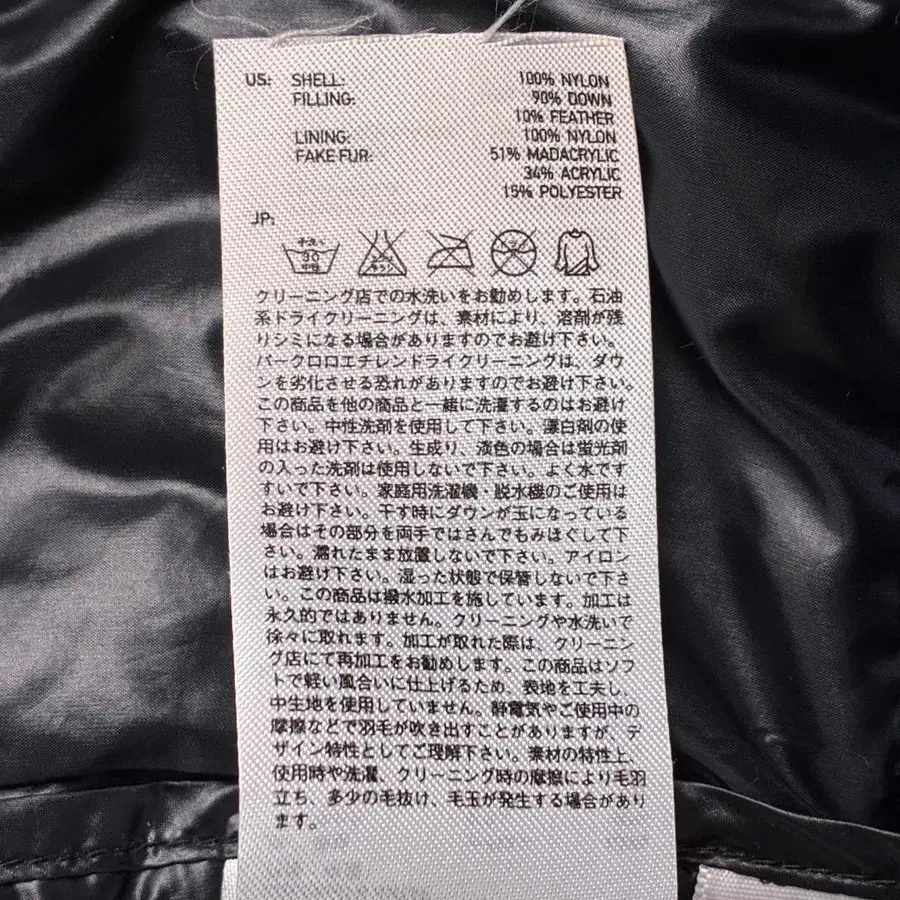 US: SHELL: 100% NYLON
FILLING: 90% DOWN
10% FEATHER
LINING: 100% NYLON
FAKE FUR: 51% MADACRYLIC
34% ACRYLIC
15% POLYESTER
JP:
手洗イ
30
中性
クリーニング店での水洗いをお勧めします。石油
系ドライクリーニングは、素材により、溶剤が残
りシミになる場合がありますのでお避け下さい。
パークロロエチレンドライクリーニングは、ダウ
ンを劣化させる恐れがありますのでお避け下さい。
この商品を他の商品と一緒に洗濯するのはお避け
下さい。中性洗剤を使用して下さい。漂白剤の使
用はお避け下さい。生成り、淡色の場合は蛍光剤
の入った洗剤は使用しないで下さい。よく水です
すいで下さい。家庭用洗濯機・脱水機のご使用は
お避け下さい。干す時にダウンが玉になっている
場合はその部分を両手ではさんでもみほぐして下
さい。濡れたまま放置しないで下さい。アイロン
はお避け下さい。湿った状態で保管しないで下さ
い。この商品は撥水加工を施しています。加工は
永久的ではありません。クリーニングや水洗いで
徐々に取れます。加工が取れた際は、クリーニン
グ店にて再加工をお勧めします。この商品はソフ
トで軽い風合いに仕上げるため、表地を工夫し、
中生地を使用していません。静電気やご使用中の
摩擦などで羽毛が吹き出すことがありますが、デ
ザイン特性としてご理解下さい。素材の特性上、
使用時や洗濯、クリーニング時の摩擦により毛羽
立ち、多少の毛抜け、毛玉が発生する場合があり
ます。